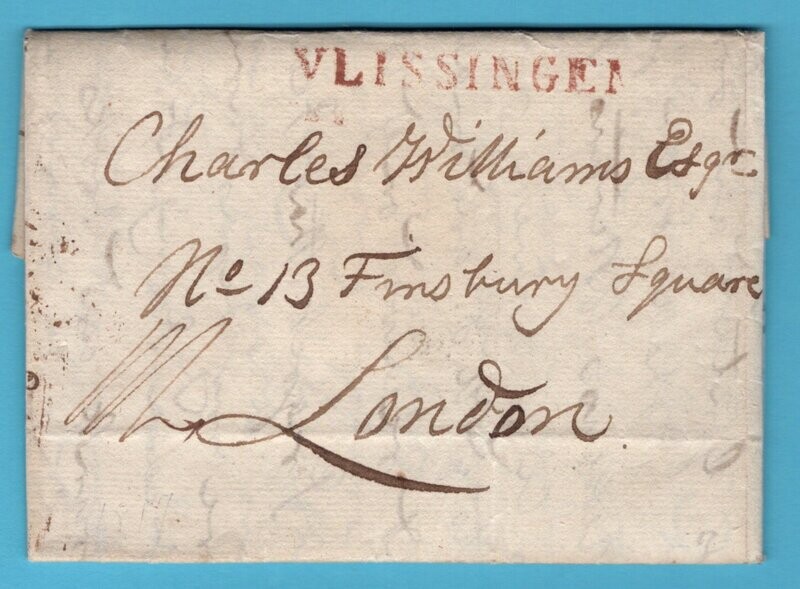 VLISSINGEN
Charles Williams Esqr.
No 13 Finsbury Square
London